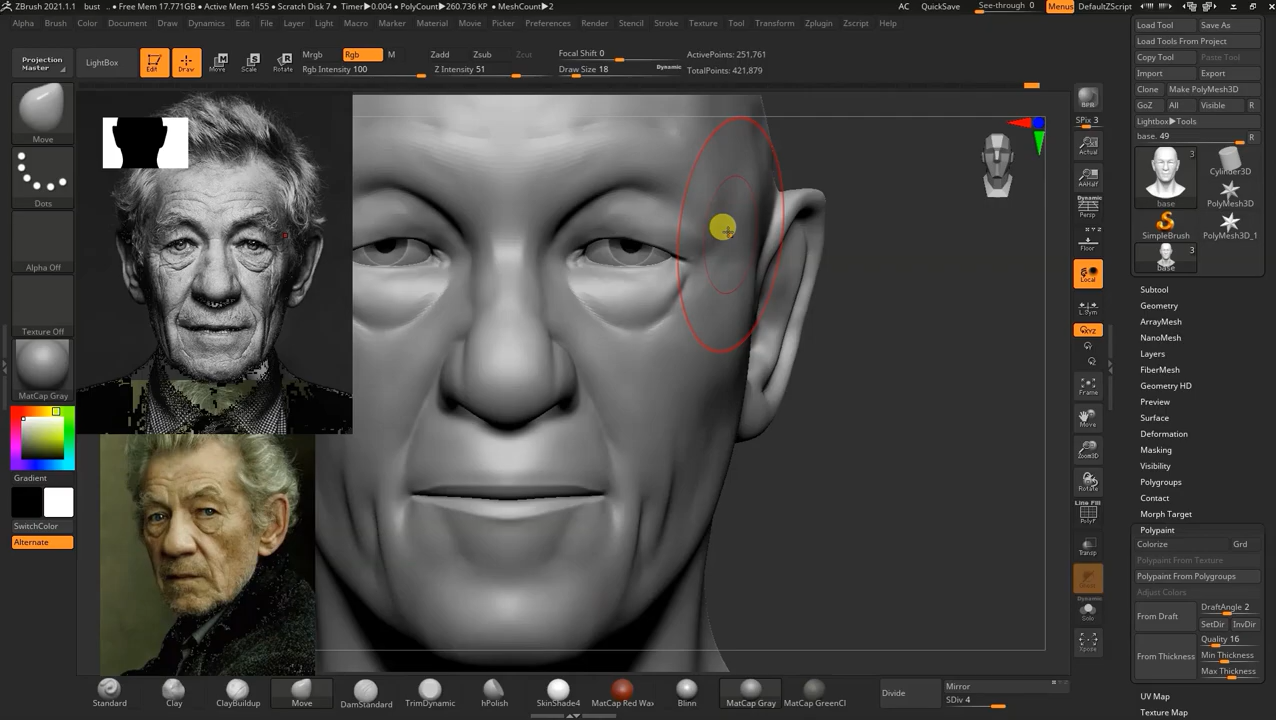 ZBrush 2021.1.1 bust .. • Free Mem 17.771GB • Active Mem 1455 • Scratch Disk 7 • Timer▶0.004 • PolyCount▶260.736 KP • MeshCount▶2
AC QuickSave See-through 0 Menus DefaultZScript
Alpha Brush Color Document Draw Dynamics Edit File Layer Light Macro Marker Material Movie Picker Preferences Render Stencil Stroke Texture Tool Transform Zplugin Zscript Help
Projection Master
LightBox
Edit
Draw
Move
Scale
Rotate
Mrgb Rgb M
Rgb Intensity 100
Zadd Zsub Zcut
Z Intensity 51
Focal Shift 0
Draw Size 18
Dynamic
ActivePoints: 251,761
TotalPoints: 421,879
Move
Dots
Alpha Off
Texture Off
MatCap Gray
Gradient
SwitchColor
Alternate
BPR
SPix 3
Actual
AAHalf
Dynamic
Persp
Floor
Local
L.Sym
XYZ
Frame
Move
Zoom3D
Rotate
Line Fill
PolyF
Transp
Dynamic
Solo
Xpose
Load Tool Save As
Load Tools From Project
Copy Tool Paste Tool
Import Export
Clone Make PolyMesh3D
GoZ All Visible R
Lightbox▶Tools
base. 49 R
3
base
Cylinder3D
PolyMesh3D
SimpleBrush
PolyMesh3D_1
3
base
Subtool
Geometry
ArrayMesh
NanoMesh
Layers
FiberMesh
Geometry HD
Preview
Surface
Deformation
Masking
Visibility
Polygroups
Contact
Morph Target
Polypaint
Colorize Grd
Polypaint From Texture
Polypaint From Polygroups
Adjust Colors
From Draft
DraftAngle 2
SetDir InvDir
From Thickness
Quality 16
Min Thickness
Max Thickness
UV Map
Texture Map
Standard Clay ClayBuildup Move DamStandard TrimDynamic hPolish SkinShade4 MatCap Red Wax Blinn MatCap Gray MatCap GreenCl
Divide
Mirror
SDiv 4